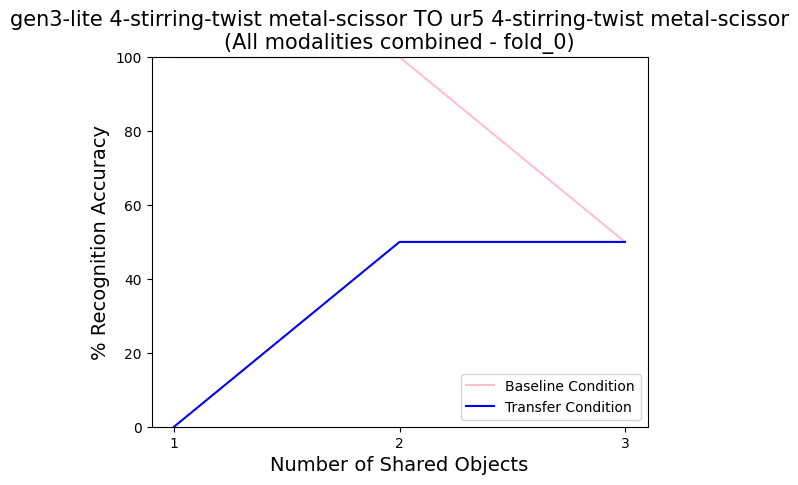 gen3-lite 4-stirring-twist metal-scissor TO ur5 4-stirring-twist metal-scissor
(All modalities combined - fold_0)
100
80
60
40
20
0
% Recognition Accuracy
1
2
3
Number of Shared Objects
Baseline Condition
Transfer Condition